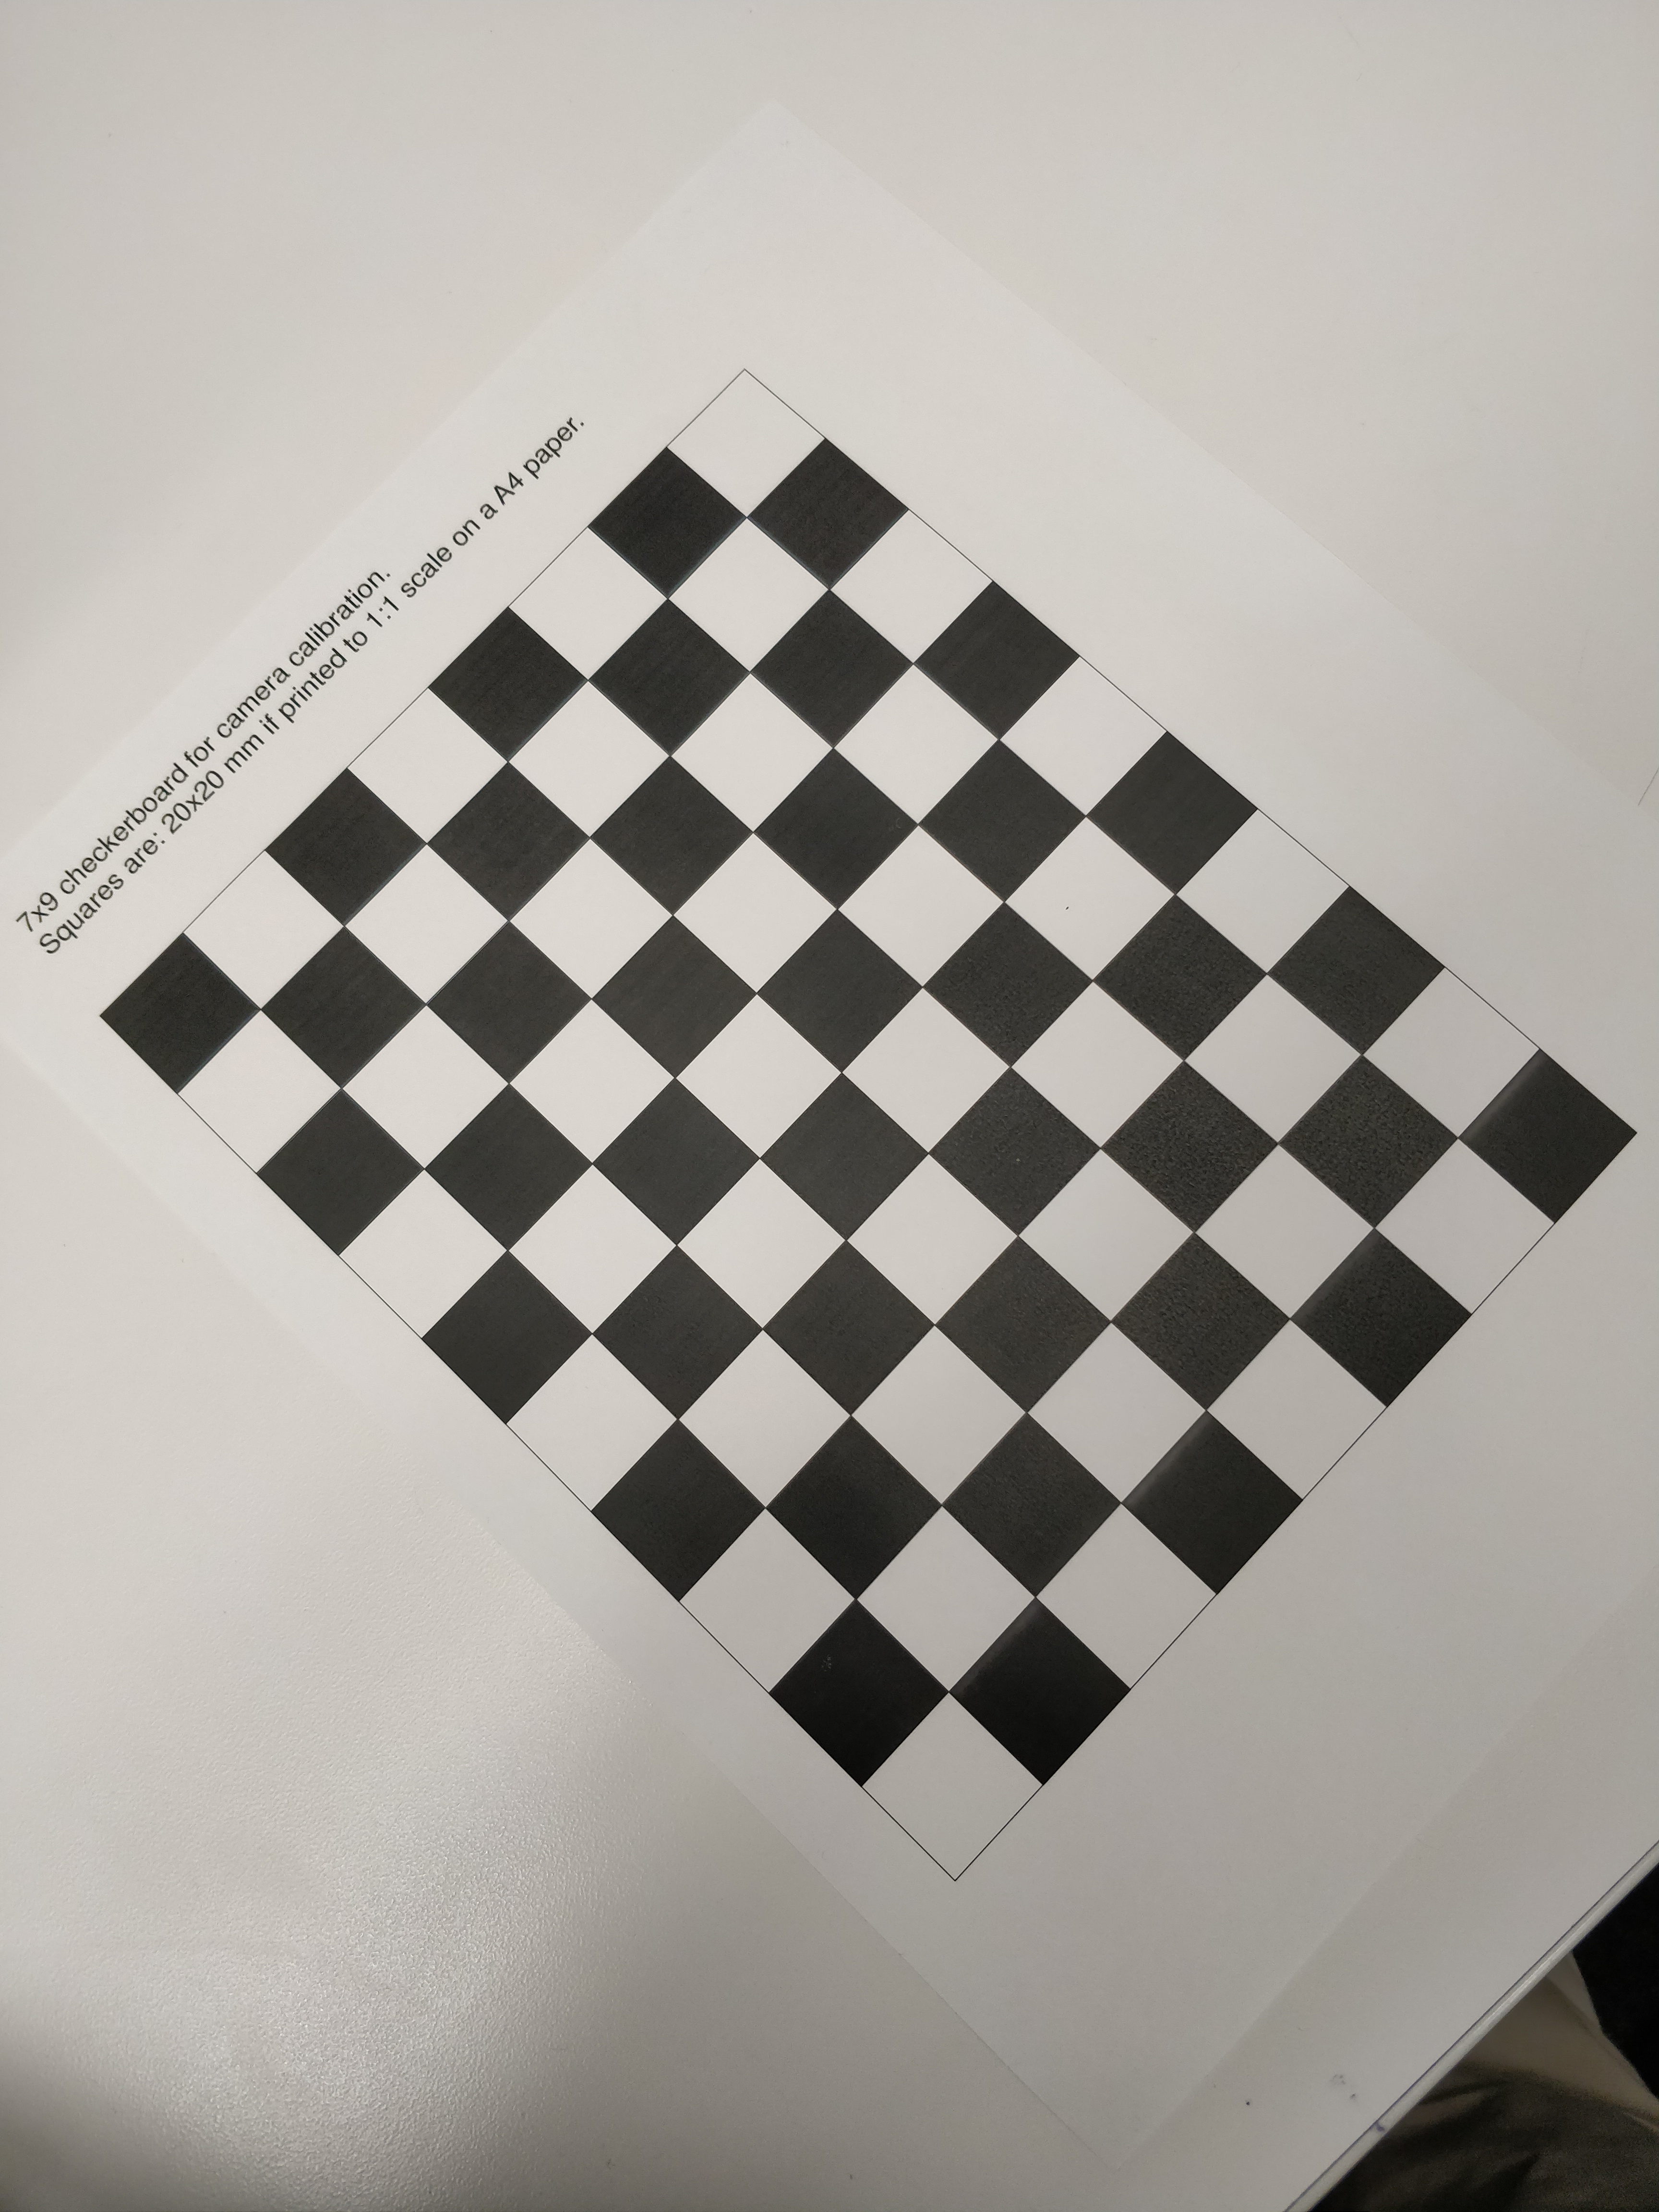 7x9 checkerboard for camera calibration.
Squares are: 20x20 mm if printed to 1:1 scale on a A4 paper.